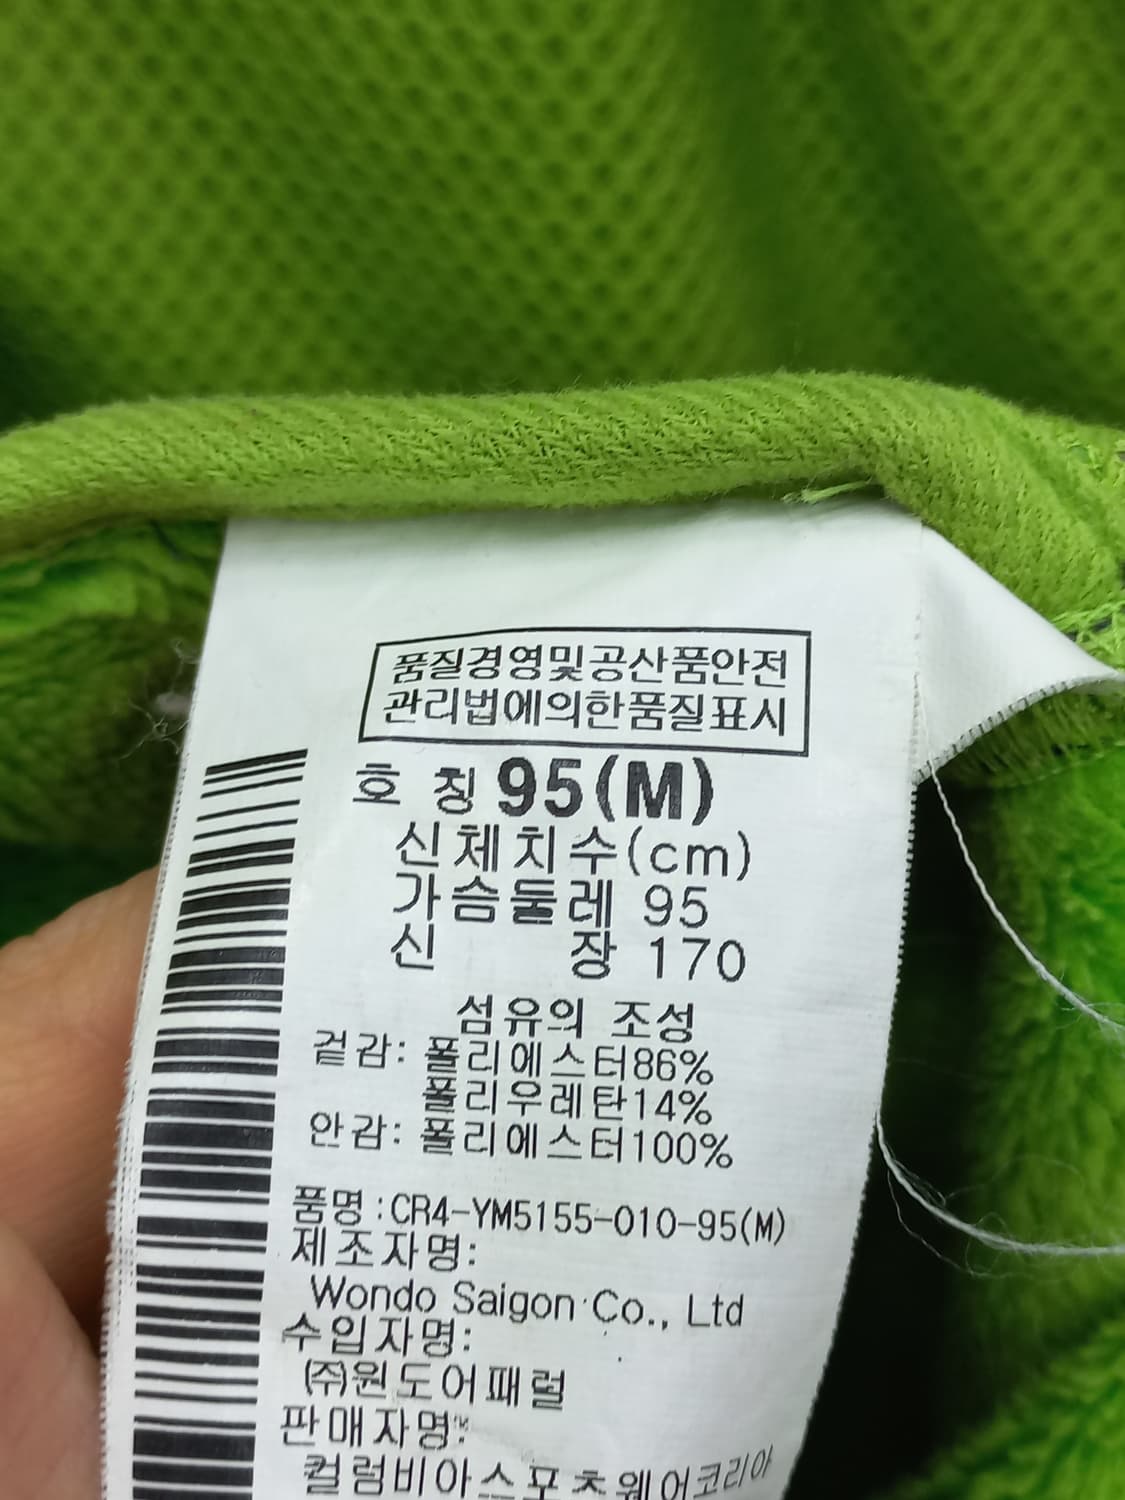 품질경영및공산품안전
관리법에의한품질표시
호 칭 95(M)
신체치수(cm)
가슴둘레 95
신 장 170
섬유의 조성
겉감: 폴리에스터86%
폴리우레탄14%
안감: 폴리에스터100%
품명 :CR4-YM5155-010-95(M)
제조자명:
Wondo Saigon Co., Ltd
수입자명:
(주)원도어패럴
판매자명:
컬럼비아스포츠웨어코리아